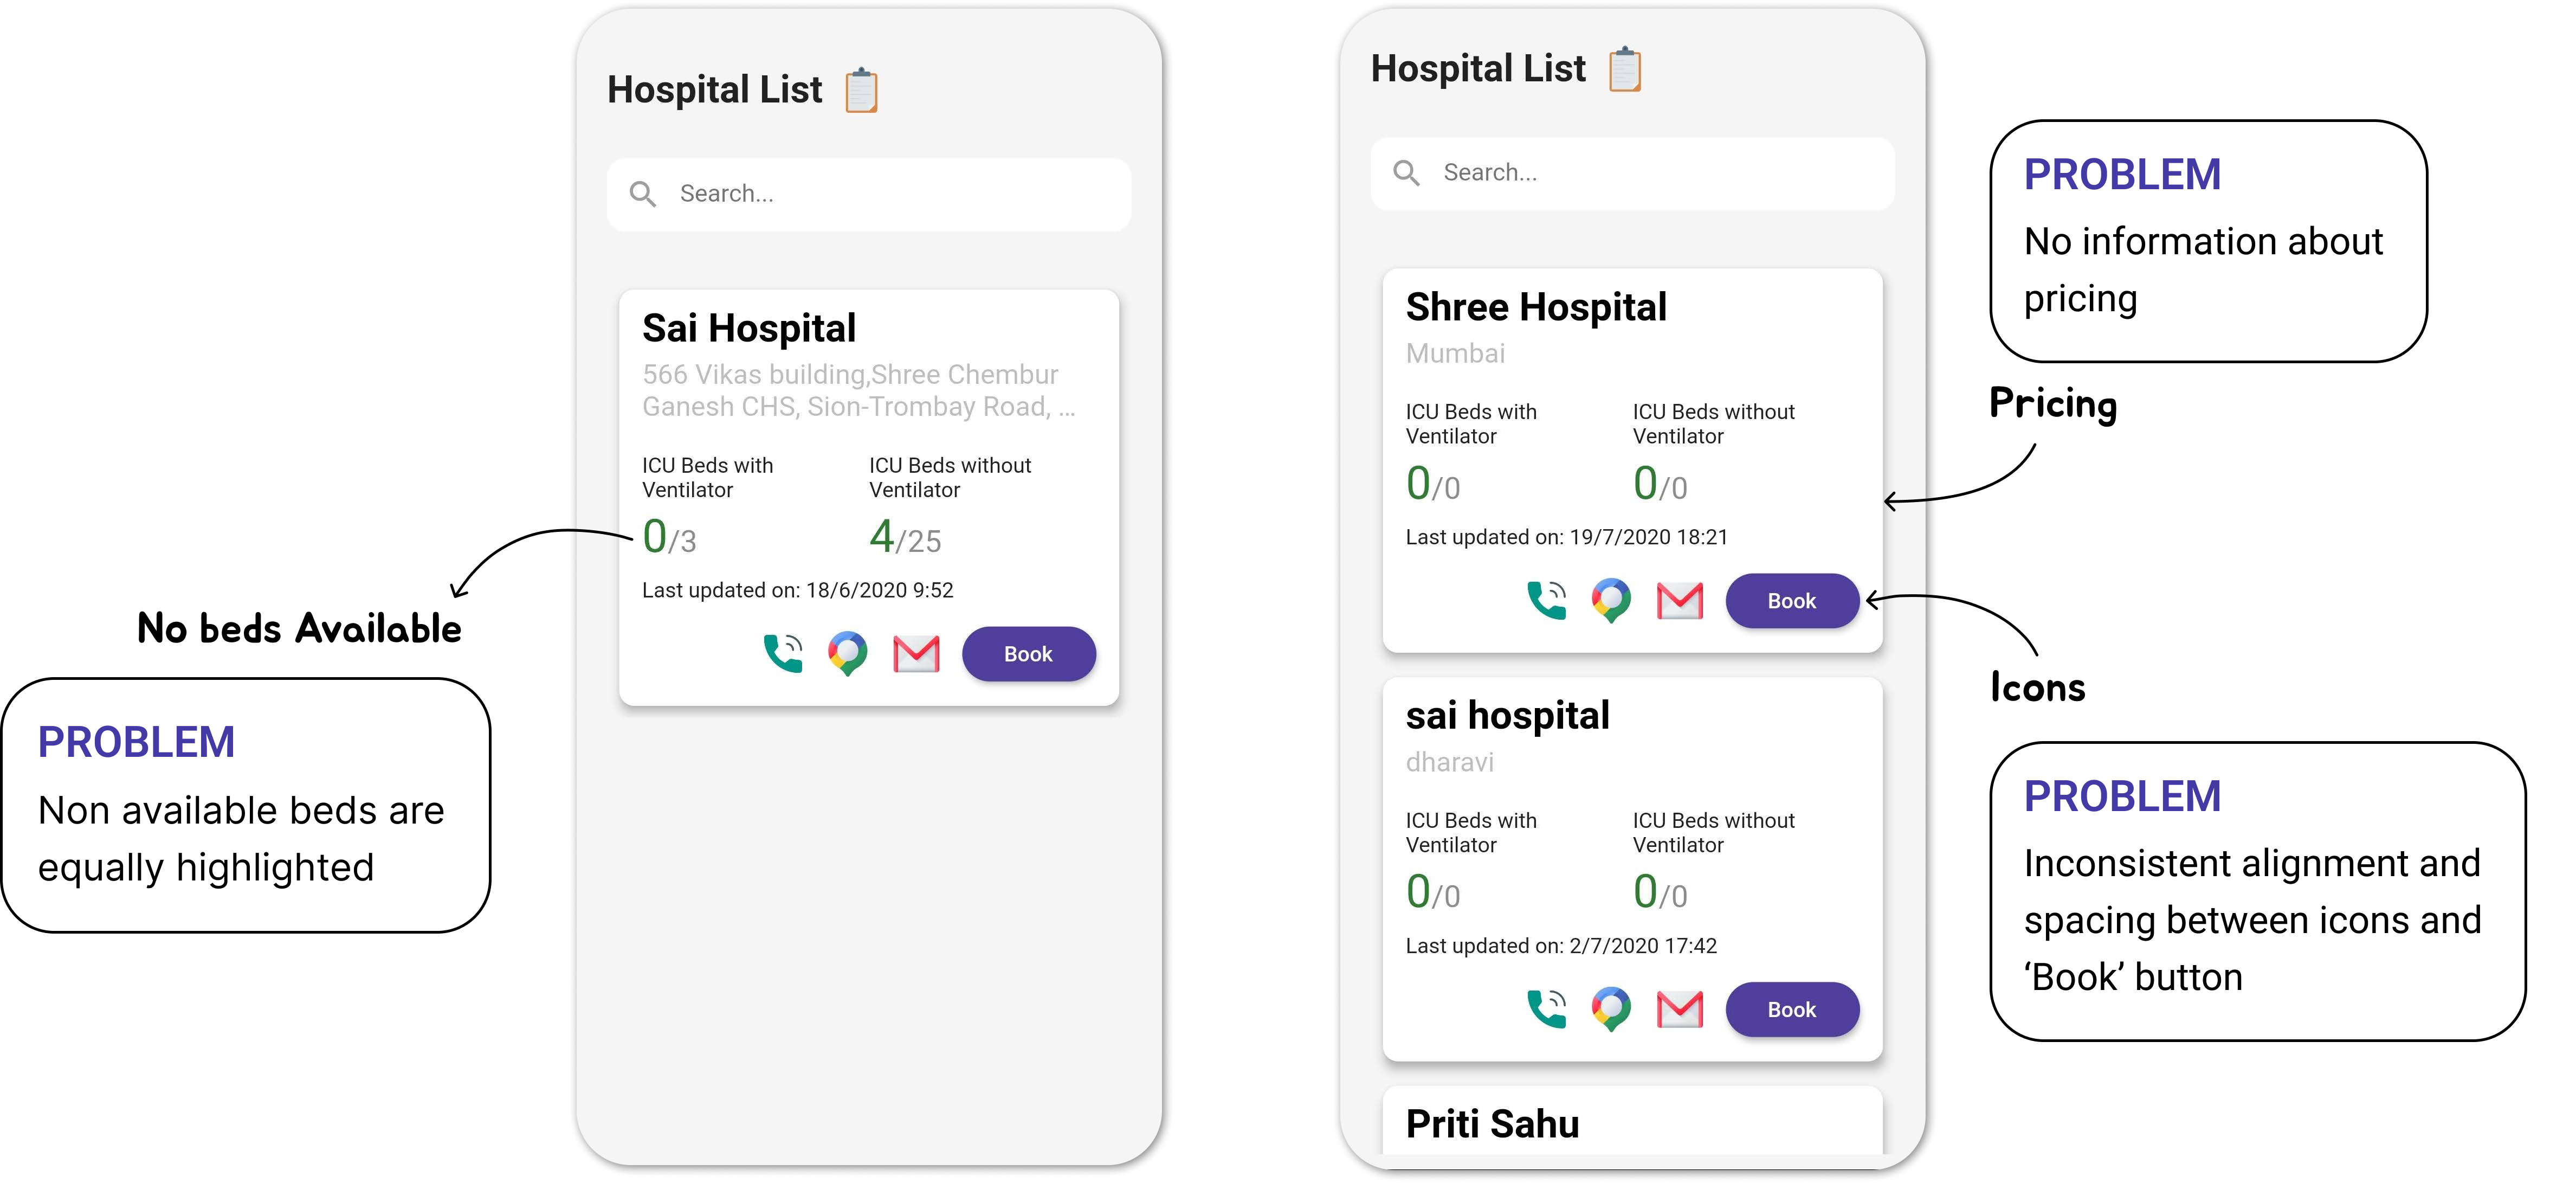 Hospital List
Search...
Sai Hospital
566 Vikas building,Shree Chembur
Ganesh CHS, Sion-Trombay Road, ...
ICU Beds with
Ventilator
0/3
ICU Beds without
Ventilator
4/25
Last updated on: 18/6/2020 9:52
Book
No beds Available
PROBLEM
Non available beds are
equally highlighted
Hospital List
Search...
Shree Hospital
Mumbai
ICU Beds with
Ventilator
0/0
ICU Beds without
Ventilator
0/0
Last updated on: 19/7/2020 18:21
Book
sai hospital
dharavi
ICU Beds with
Ventilator
0/0
ICU Beds without
Ventilator
0/0
Last updated on: 2/7/2020 17:42
Book
Priti Sahu
PROBLEM
No information about
pricing
Pricing
Icons
PROBLEM
Inconsistent alignment and
spacing between icons and
‘Book’ button